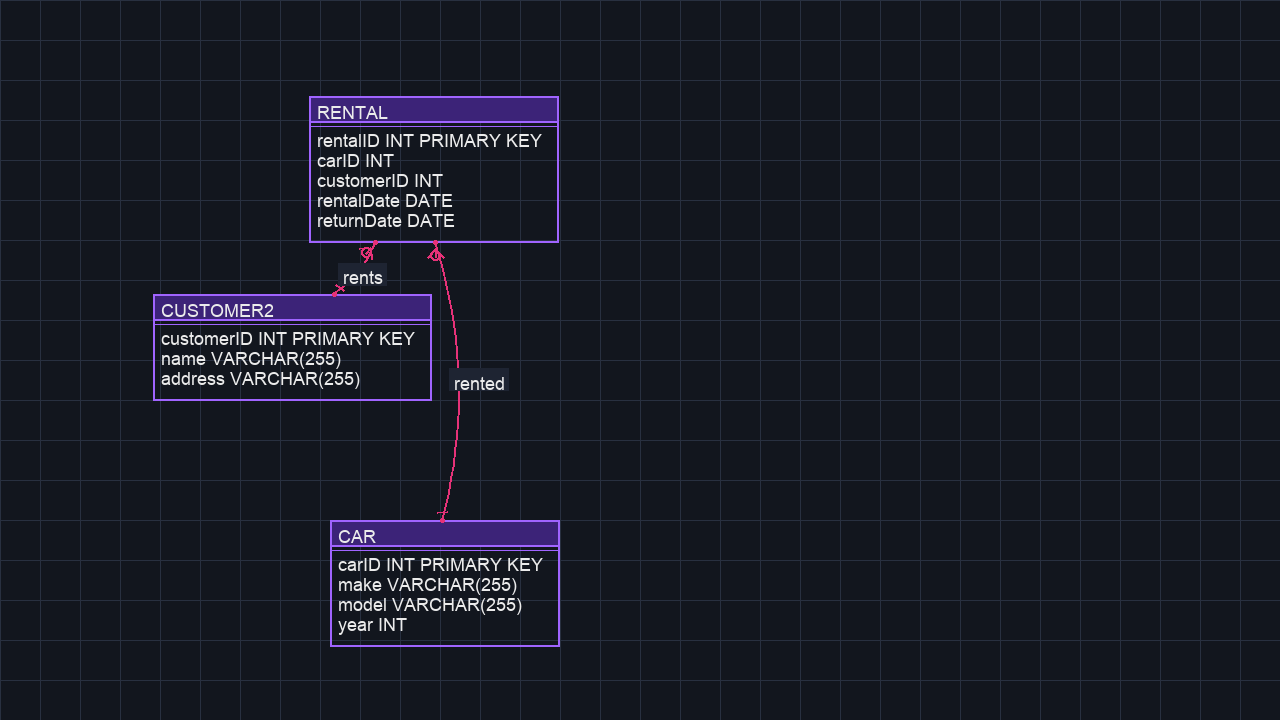 RENTAL
rentalID INT PRIMARY KEY
carID INT
customerID INT
rentalDate DATE
returnDate DATE
rents
CUSTOMER2
customerID INT PRIMARY KEY
name VARCHAR(255)
address VARCHAR(255)
rented
CAR
carID INT PRIMARY KEY
make VARCHAR(255)
model VARCHAR(255)
year INT